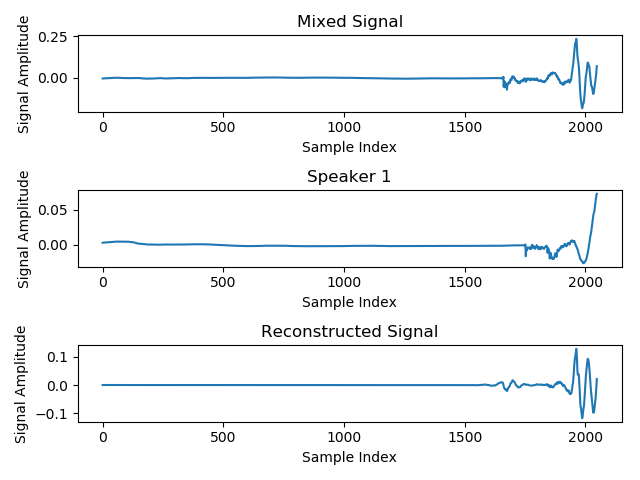 Mixed Signal
Signal Amplitude
0.25
0.00
0 500 1000 1500 2000
Sample Index
Speaker 1
Signal Amplitude
0.05
0.00
0 500 1000 1500 2000
Sample Index
Reconstructed Signal
Signal Amplitude
0.1
0.0
−0.1
0 500 1000 1500 2000
Sample Index